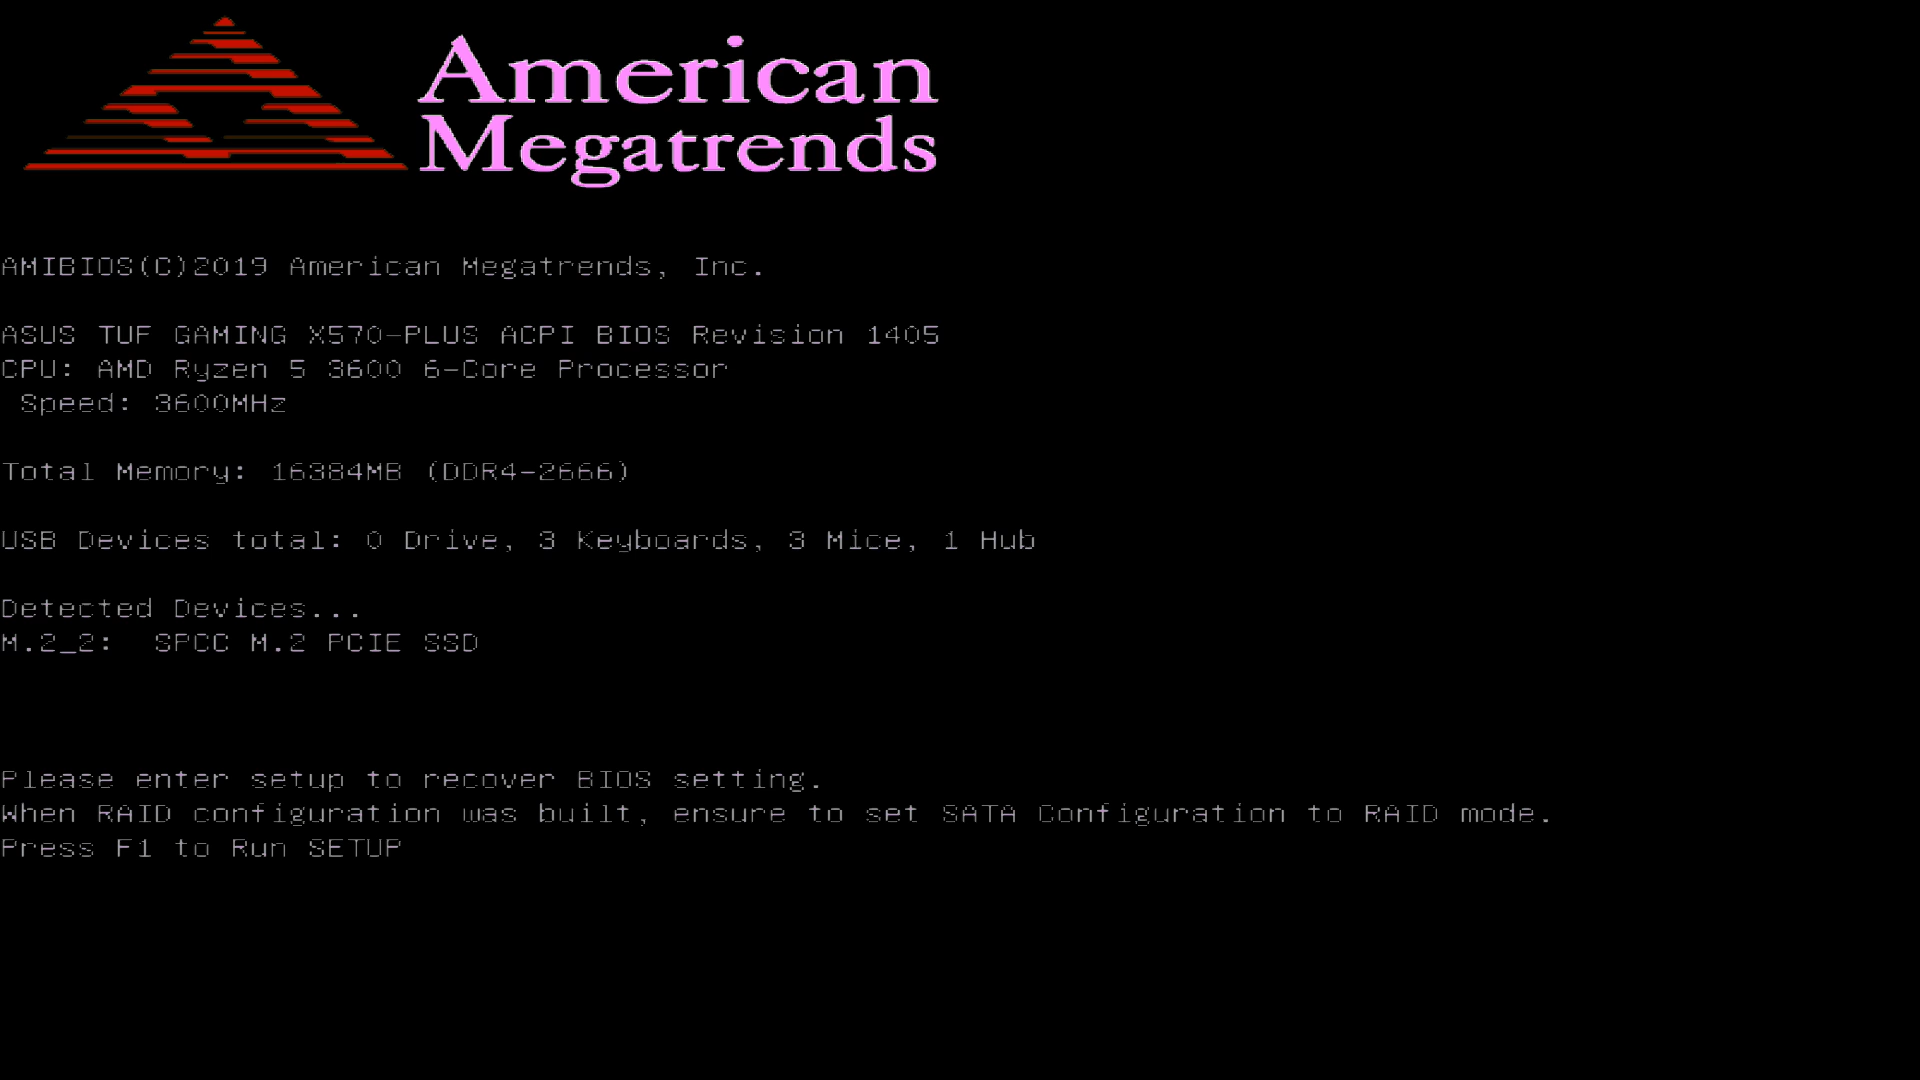 American
Megatrends
AMIBIOS(C)2019 American Megatrends, Inc.
ASUS TUF GAMING X570-PLUS ACPI BIOS Revision 1405
CPU: AMD Ryzen 5 3600 6-Core Processor
Speed: 3600MHz
Total Memory: 16384MB (DDR4-2666)
USB Devices total: 0 Drive, 3 Keyboards, 3 Mice, 1 Hub
Detected Devices...
M.2_2: SPCC M.2 PCIE SSD
Please enter setup to recover BIOS setting.
When RAID configuration was built, ensure to set SATA Configuration to RAID mode.
Press F1 to Run SETUP